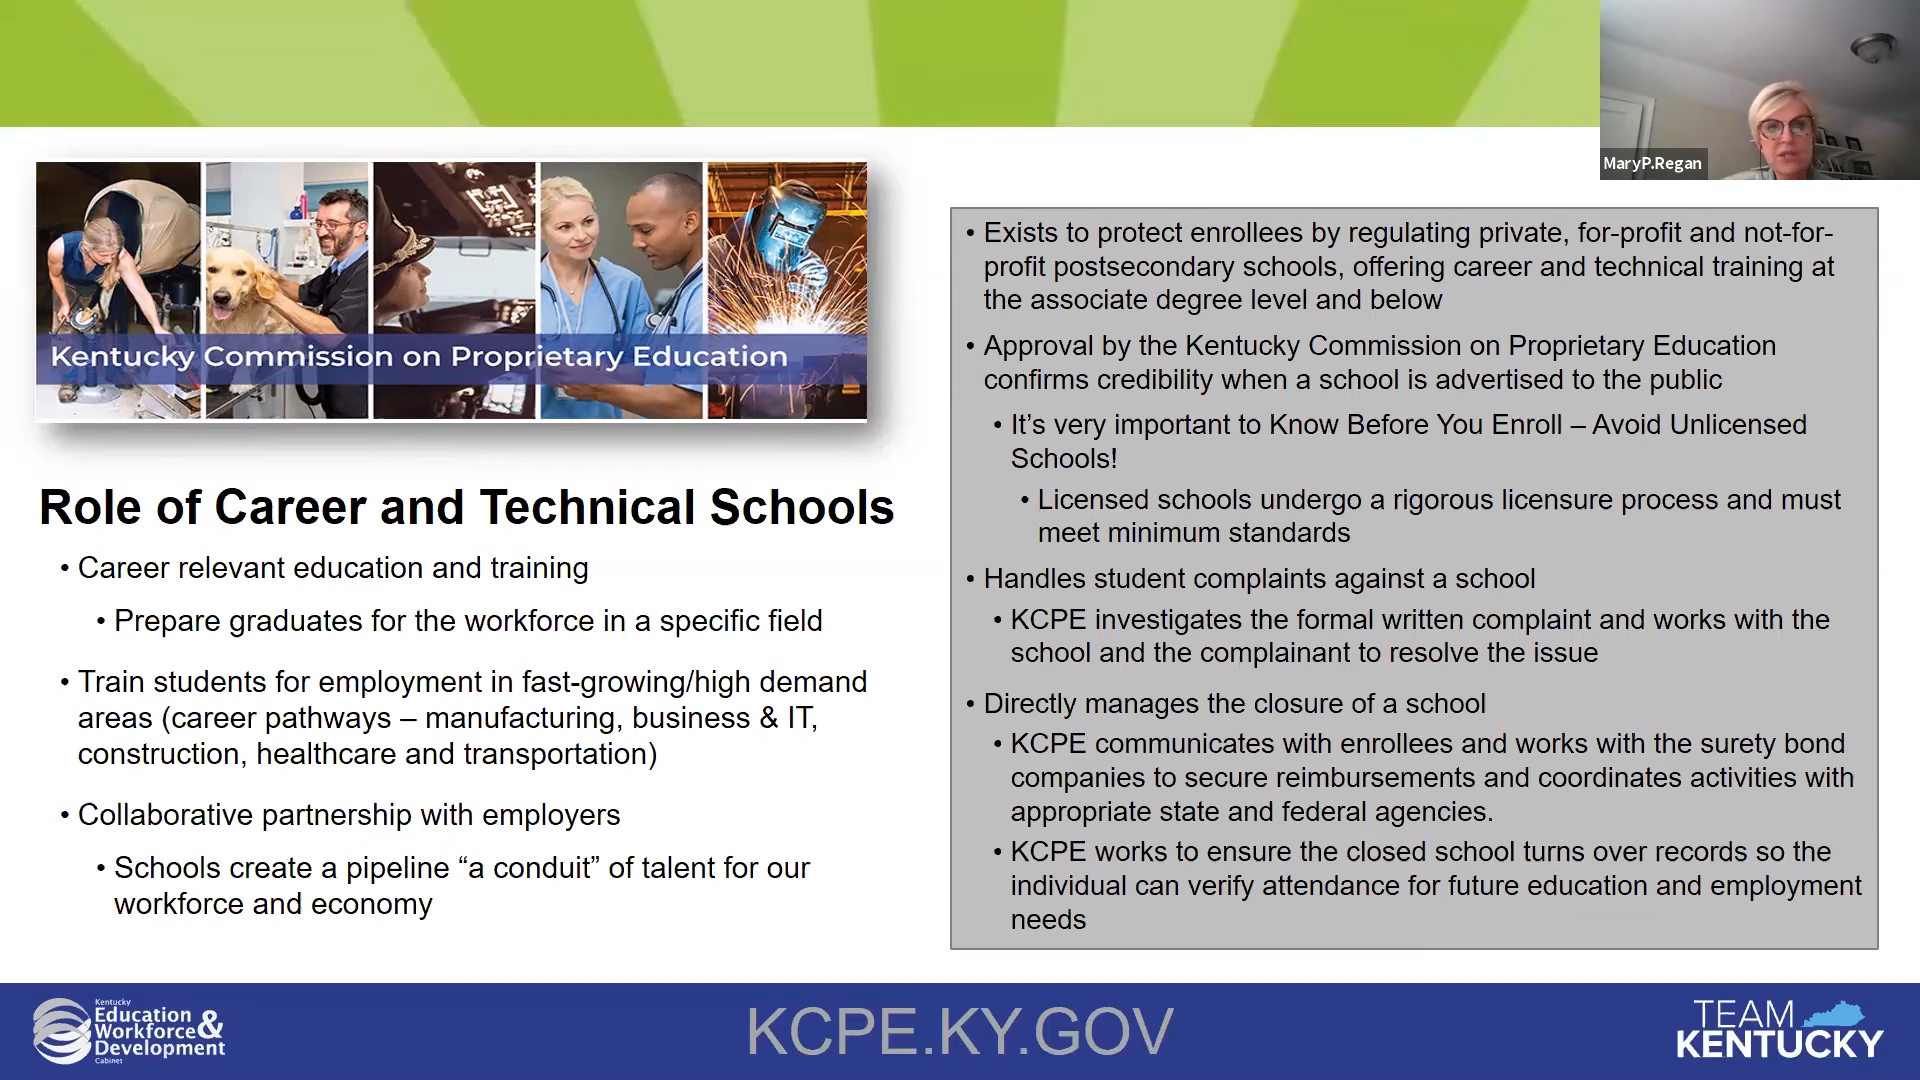 MaryP.Regan
Kentucky Commission on Proprietary Education
Role of Career and Technical Schools
• Career relevant education and training
• Prepare graduates for the workforce in a specific field
• Train students for employment in fast-growing/high demand
areas (career pathways – manufacturing, business & IT,
construction, healthcare and transportation)
• Collaborative partnership with employers
• Schools create a pipeline “a conduit” of talent for our
workforce and economy
• Exists to protect enrollees by regulating private, for-profit and not-for-
profit postsecondary schools, offering career and technical training at
the associate degree level and below
• Approval by the Kentucky Commission on Proprietary Education
confirms credibility when a school is advertised to the public
• It’s very important to Know Before You Enroll – Avoid Unlicensed
Schools!
• Licensed schools undergo a rigorous licensure process and must
meet minimum standards
• Handles student complaints against a school
• KCPE investigates the formal written complaint and works with the
school and the complainant to resolve the issue
• Directly manages the closure of a school
• KCPE communicates with enrollees and works with the surety bond
companies to secure reimbursements and coordinates activities with
appropriate state and federal agencies.
• KCPE works to ensure the closed school turns over records so the
individual can verify attendance for future education and employment
needs
Kentucky
Education &
Workforce
Development
Cabinet
KCPE.KY.GOV
TEAM
KENTUCKY